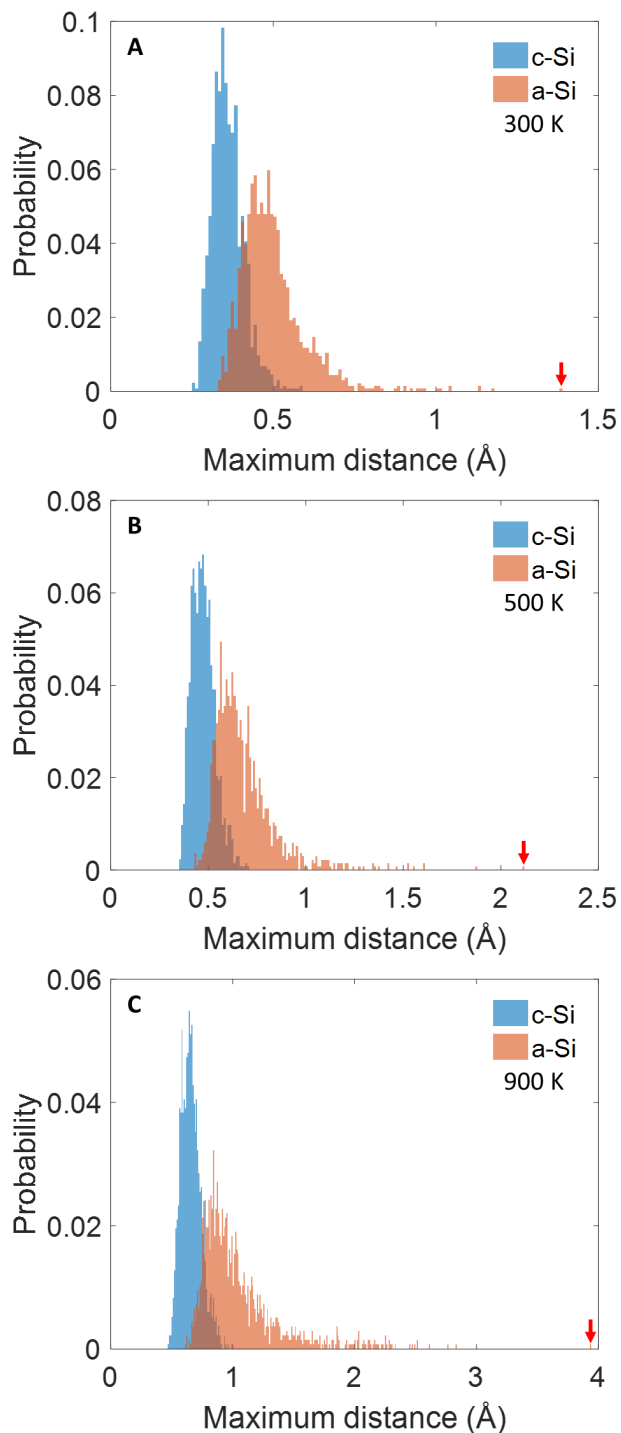 0.1
A
c-Si
a-Si
300 K
0.08
0.06
0.04
0.02
0
Probability
0 0.5 1 1.5
Maximum distance (Å)
0.08
B
c-Si
a-Si
500 K
0.06
0.04
0.02
0
Probability
0 0.5 1 1.5 2 2.5
Maximum distance (Å)
0.06
C
c-Si
a-Si
900 K
0.04
0.02
0
Probability
0 1 2 3 4
Maximum distance (Å)